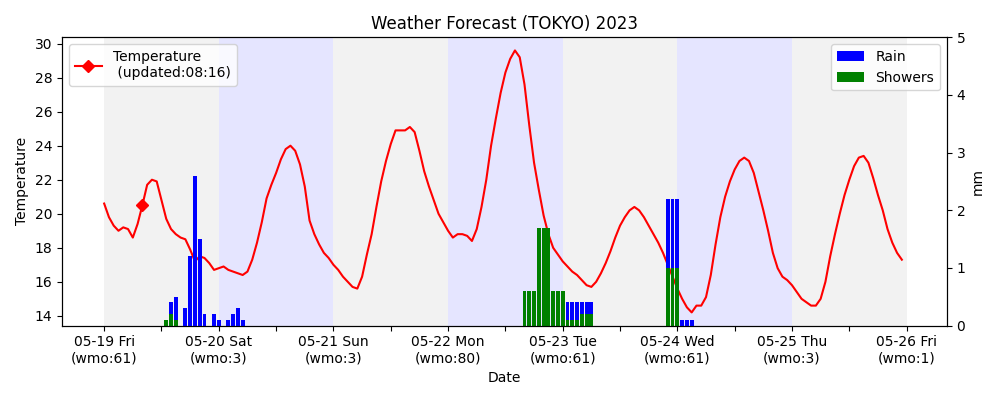 Weather Forecast (TOKYO) 2023
Temperature
(updated:08:16)
Rain
Showers
30
28
26
24
22
20
18
16
14
Temperature
5
4
3
2
1
0
mm
05-19 Fri
(wmo:61)
05-20 Sat
(wmo:3)
05-21 Sun
(wmo:3)
05-22 Mon
(wmo:80)
05-23 Tue
(wmo:61)
05-24 Wed
(wmo:61)
05-25 Thu
(wmo:3)
05-26 Fri
(wmo:1)
Date